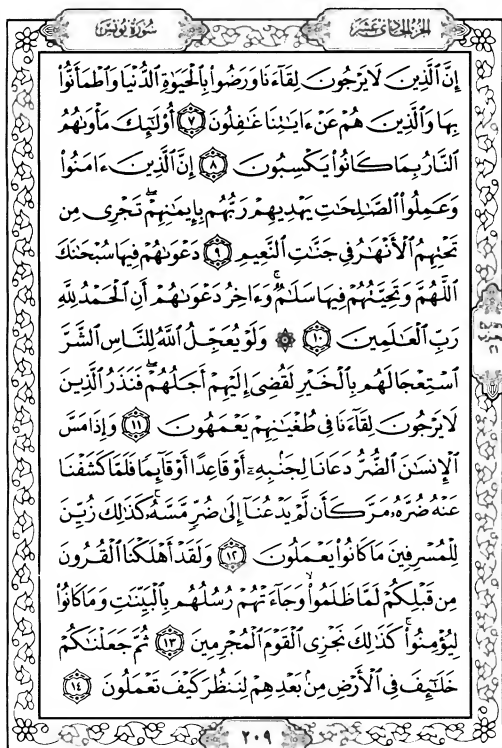 سُورَةُ يُونُسَ
الجُزْءُ الحَادِي عَشَرَ
إِنَّ ٱلَّذِينَ لَا يَرْجُونَ لِقَآءَنَا وَرَضُوا۟ بِٱلْحَيَوٰةِ ٱلدُّنْيَا وَٱطْمَأَنُّوا۟
بِهَا وَٱلَّذِينَ هُمْ عَنْ ءَايَـٰتِنَا غَـٰفِلُونَ ٧ أُو۟لَـٰٓئِكَ مَأْوَىٰهُمُ
ٱلنَّارُ بِمَا كَانُوا۟ يَكْسِبُونَ ٨ إِنَّ ٱلَّذِينَ ءَامَنُوا۟
وَعَمِلُوا۟ ٱلصَّـٰلِحَـٰتِ يَهْدِيهِمْ رَبُّهُم بِإِيمَـٰنِهِمْ ۖ تَجْرِى مِن
تَحْتِهِمُ ٱلْأَنْهَـٰرُ فِى جَنَّـٰتِ ٱلنَّعِيمِ ٩ دَعْوَىٰهُمْ فِيهَا سُبْحَـٰنَكَ
ٱللَّهُمَّ وَتَحِيَّتُهُمْ فِيهَا سَلَـٰمٌ ۚ وَءَاخِرُ دَعْوَىٰهُمْ أَنِ ٱلْحَمْدُ لِلَّهِ
رَبِّ ٱلْعَـٰلَمِينَ ١٠ ۞ وَلَوْ يُعَجِّلُ ٱللَّهُ لِلنَّاسِ ٱلشَّرَّ
ٱسْتِعْجَالَهُم بِٱلْخَيْرِ لَقُضِىَ إِلَيْهِمْ أَجَلُهُمْ ۖ فَنَذَرُ ٱلَّذِينَ
لَا يَرْجُونَ لِقَآءَنَا فِى طُغْيَـٰنِهِمْ يَعْمَهُونَ ١١ وَإِذَا مَسَّ
ٱلْإِنسَـٰنَ ٱلضُّرُّ دَعَانَا لِجَنۢبِهِۦٓ أَوْ قَاعِدًا أَوْ قَآئِمًا فَلَمَّا كَشَفْنَا
عَنْهُ ضُرَّهُۥ مَرَّ كَأَن لَّمْ يَدْعُنَآ إِلَىٰ ضُرٍّ مَّسَّهُۥ ۚ كَذَٰلِكَ زُيِّنَ
لِلْمُسْرِفِينَ مَا كَانُوا۟ يَعْمَلُونَ ١٢ وَلَقَدْ أَهْلَكْنَا ٱلْقُرُونَ
مِن قَبْلِكُمْ لَمَّا ظَلَمُوا۟ ۙ وَجَآءَتْهُمْ رُسُلُهُم بِٱلْبَيِّنَـٰتِ وَمَا كَانُوا۟
لِيُؤْمِنُوا۟ ۚ كَذَٰلِكَ نَجْزِى ٱلْقَوْمَ ٱلْمُجْرِمِينَ ١٣ ثُمَّ جَعَلْنَـٰكُمْ
خَلَـٰٓئِفَ فِى ٱلْأَرْضِ مِنۢ بَعْدِهِمْ لِنَنظُرَ كَيْفَ تَعْمَلُونَ ١٤
٢٠٩